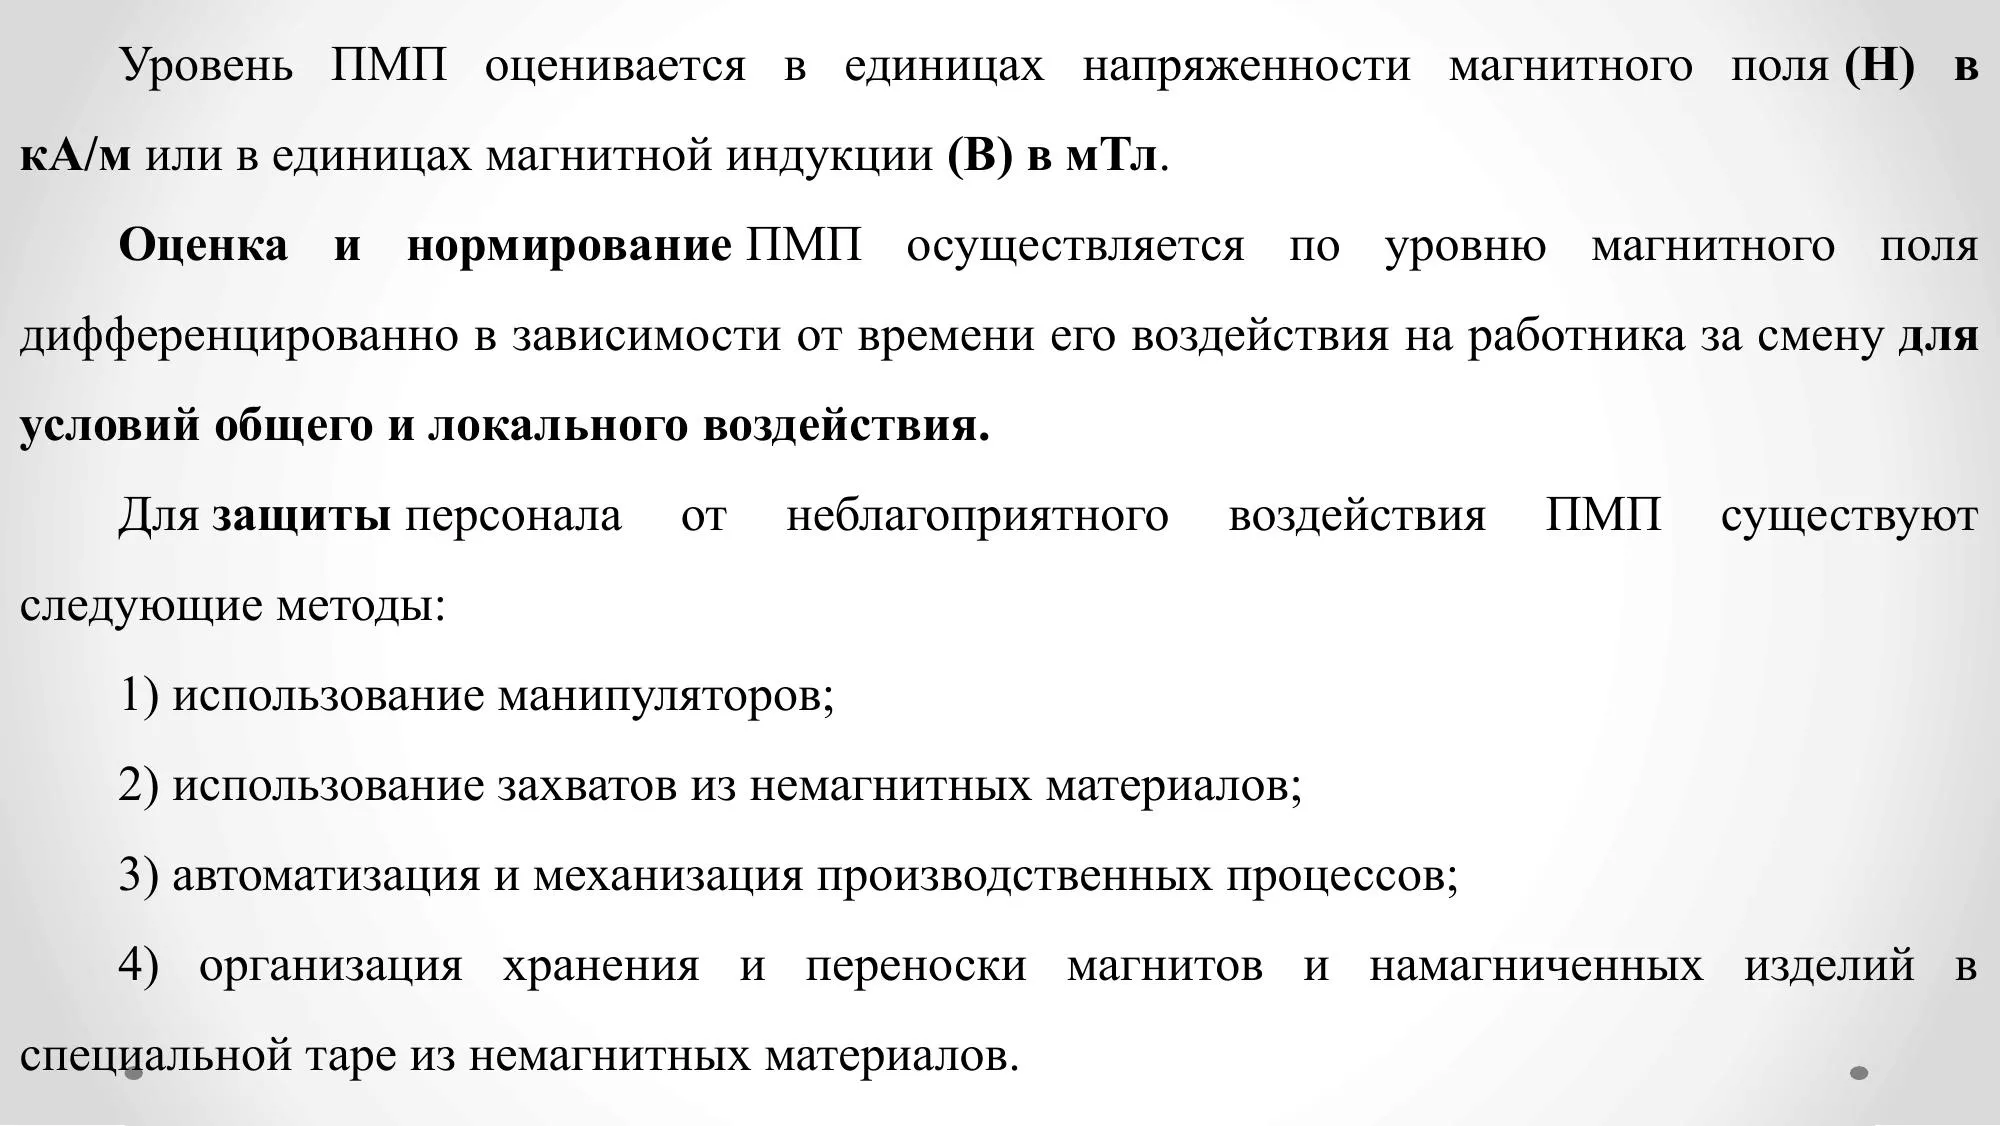 Уровень ПМП оценивается в единицах напряженности магнитного поля (Н) в
кА/м или в единицах магнитной индукции (В) в мТл.
Оценка и нормирование ПМП осуществляется по уровню магнитного поля
дифференцированно в зависимости от времени его воздействия на работника за смену для
условий общего и локального воздействия.
Для защиты персонала от неблагоприятного воздействия ПМП существуют
следующие методы:
1) использование манипуляторов;
2) использование захватов из немагнитных материалов;
3) автоматизация и механизация производственных процессов;
4) организация хранения и переноски магнитов и намагниченных изделий в
специальной таре из немагнитных материалов.